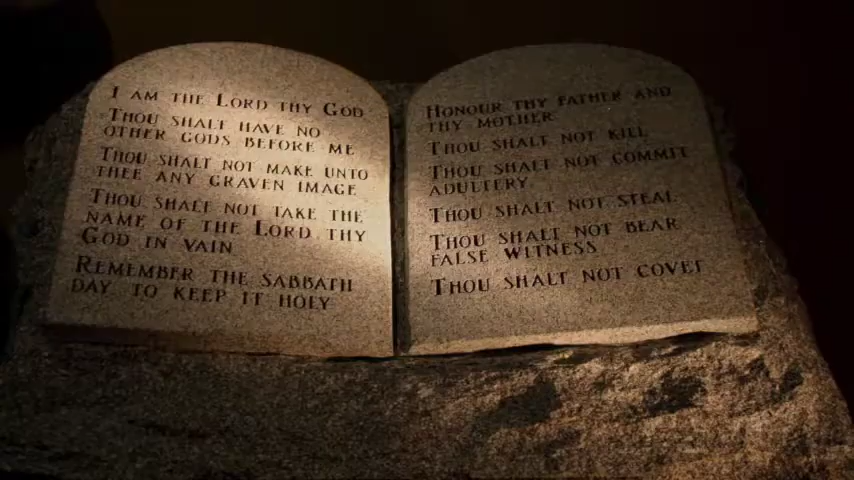 I AM THE LORD THY GOD
THOU SHALT HAVE NO
OTHER GODS BEFORE ME
THOU SHALT NOT MAKE UNTO
THEE ANY GRAVEN IMAGE
THOU SHALT NOT TAKE THE
NAME OF THE LORD THY
GOD IN VAIN
REMEMBER THE SABBATH
DAY TO KEEP IT HOLY
HONOUR THY FATHER AND
THY MOTHER
THOU SHALT NOT KILL
THOU SHALT NOT COMMIT
ADULTERY
THOU SHALT NOT STEAL
THOU SHALT NOT BEAR
FALSE WITNESS
THOU SHALT NOT COVET